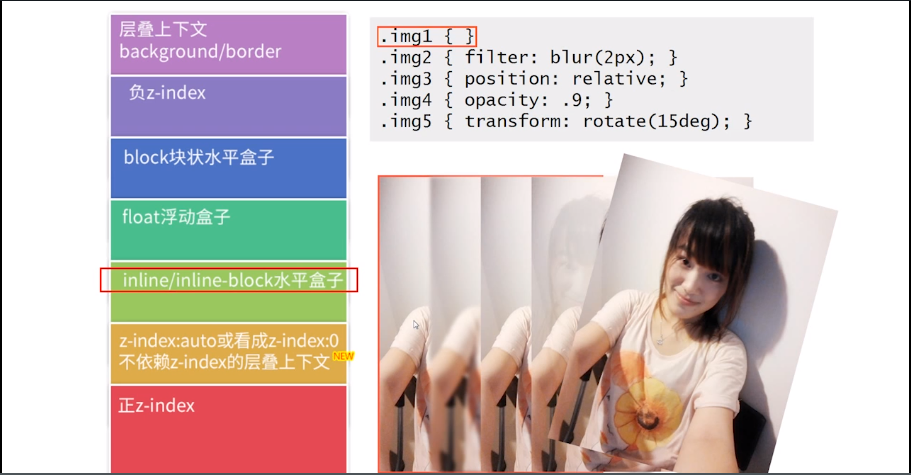 层叠上下文
background/border
负z-index
block块状水平盒子
float浮动盒子
inline/inline-block水平盒子
z-index:auto或看成z-index:0
不依赖z-index的层叠上下文
NEW
正z-index
.img1 { }
.img2 { filter: blur(2px); }
.img3 { position: relative; }
.img4 { opacity: .9; }
.img5 { transform: rotate(15deg); }